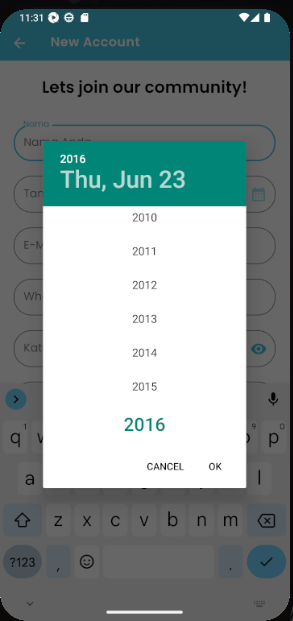 11:31
New Account
Lets join our community!
Nama
Nama Anda
Tan
E-M
Wh
Kat
2016
Thu, Jun 23
2010
2011
2012
2013
2014
2015
2016
CANCEL OK
q w o p
a l
z x c v b n m
?123 , .